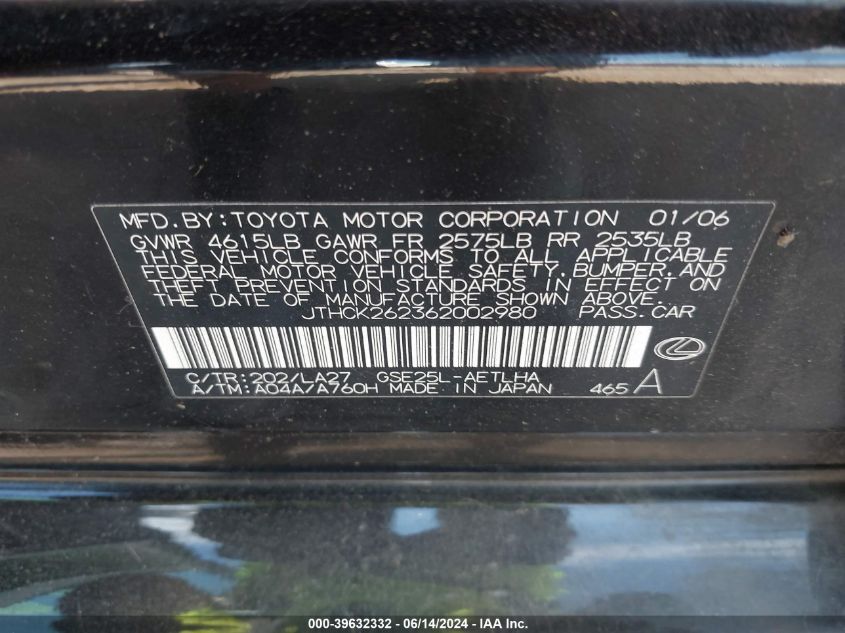 MFD.BY:TOYOTA MOTOR CORPORATION 01/06
GVWR 4615LB GAWR FR 2575LB RR 2535LB
THIS VEHICLE CONFORMS TO ALL APPLICABLE
FEDERAL MOTOR VEHICLE SAFETY,BUMPER,AND
THEFT PREVENTION STANDARDS IN EFFECT ON
THE DATE OF MANUFACTURE SHOWN ABOVE.
JTHCK262362002980 PASS.CAR
C/TR:202/LA27 GSE25L-AETLHA
A/TM:A04A/A760H MADE IN JAPAN 465 A
000-39632332 - 06/14/2024 - IAA Inc.